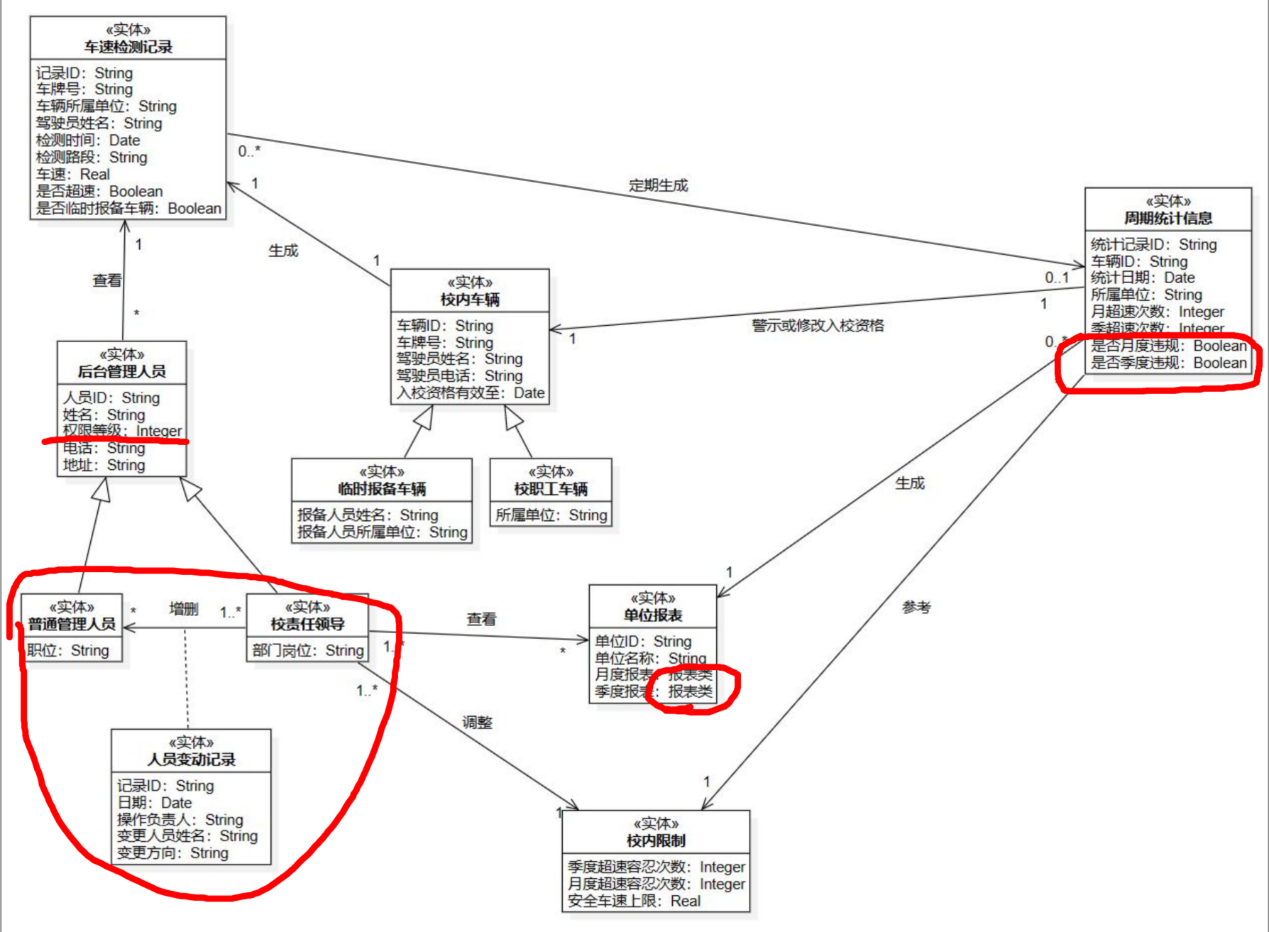 «实体»
车速检测记录
记录ID：String
车牌号：String
车辆所属单位：String
驾驶员姓名：String
检测时间：Date
检测路段：String
车速：Real
是否超速：Boolean
是否临时报备车辆：Boolean
0..*
定期生成
0..1
1
生成
1
«实体»
周期统计信息
统计记录ID：String
车辆ID：String
统计日期：Date
所属单位：String
月超速次数：Integer
季超速次数：Integer
是否月度违规：Boolean
是否季度违规：Boolean
1
警示或修改入校资格
1
0..*
1
查看
*
«实体»
校内车辆
车辆ID：String
车牌号：String
驾驶员姓名：String
驾驶员电话：String
入校资格有效至：Date
«实体»
后台管理人员
人员ID：String
姓名：String
权限等级：Integer
电话：String
地址：String
«实体»
临时报备车辆
报备人员姓名：String
报备人员所属单位：String
«实体»
校职工车辆
所属单位：String
生成
1
«实体»
普通管理人员
职位：String
*
增删
1..*
«实体»
校责任领导
部门岗位：String
1..*
查看
*
«实体»
单位报表
单位ID：String
单位名称：String
月度报表：报表类
季度报表：报表类
参考
1
1..*
调整
1
«实体»
人员变动记录
记录ID：String
日期：Date
操作负责人：String
变更人员姓名：String
变更方向：String
«实体»
校内限制
季度超速容忍次数：Integer
月度超速容忍次数：Integer
安全车速上限：Real